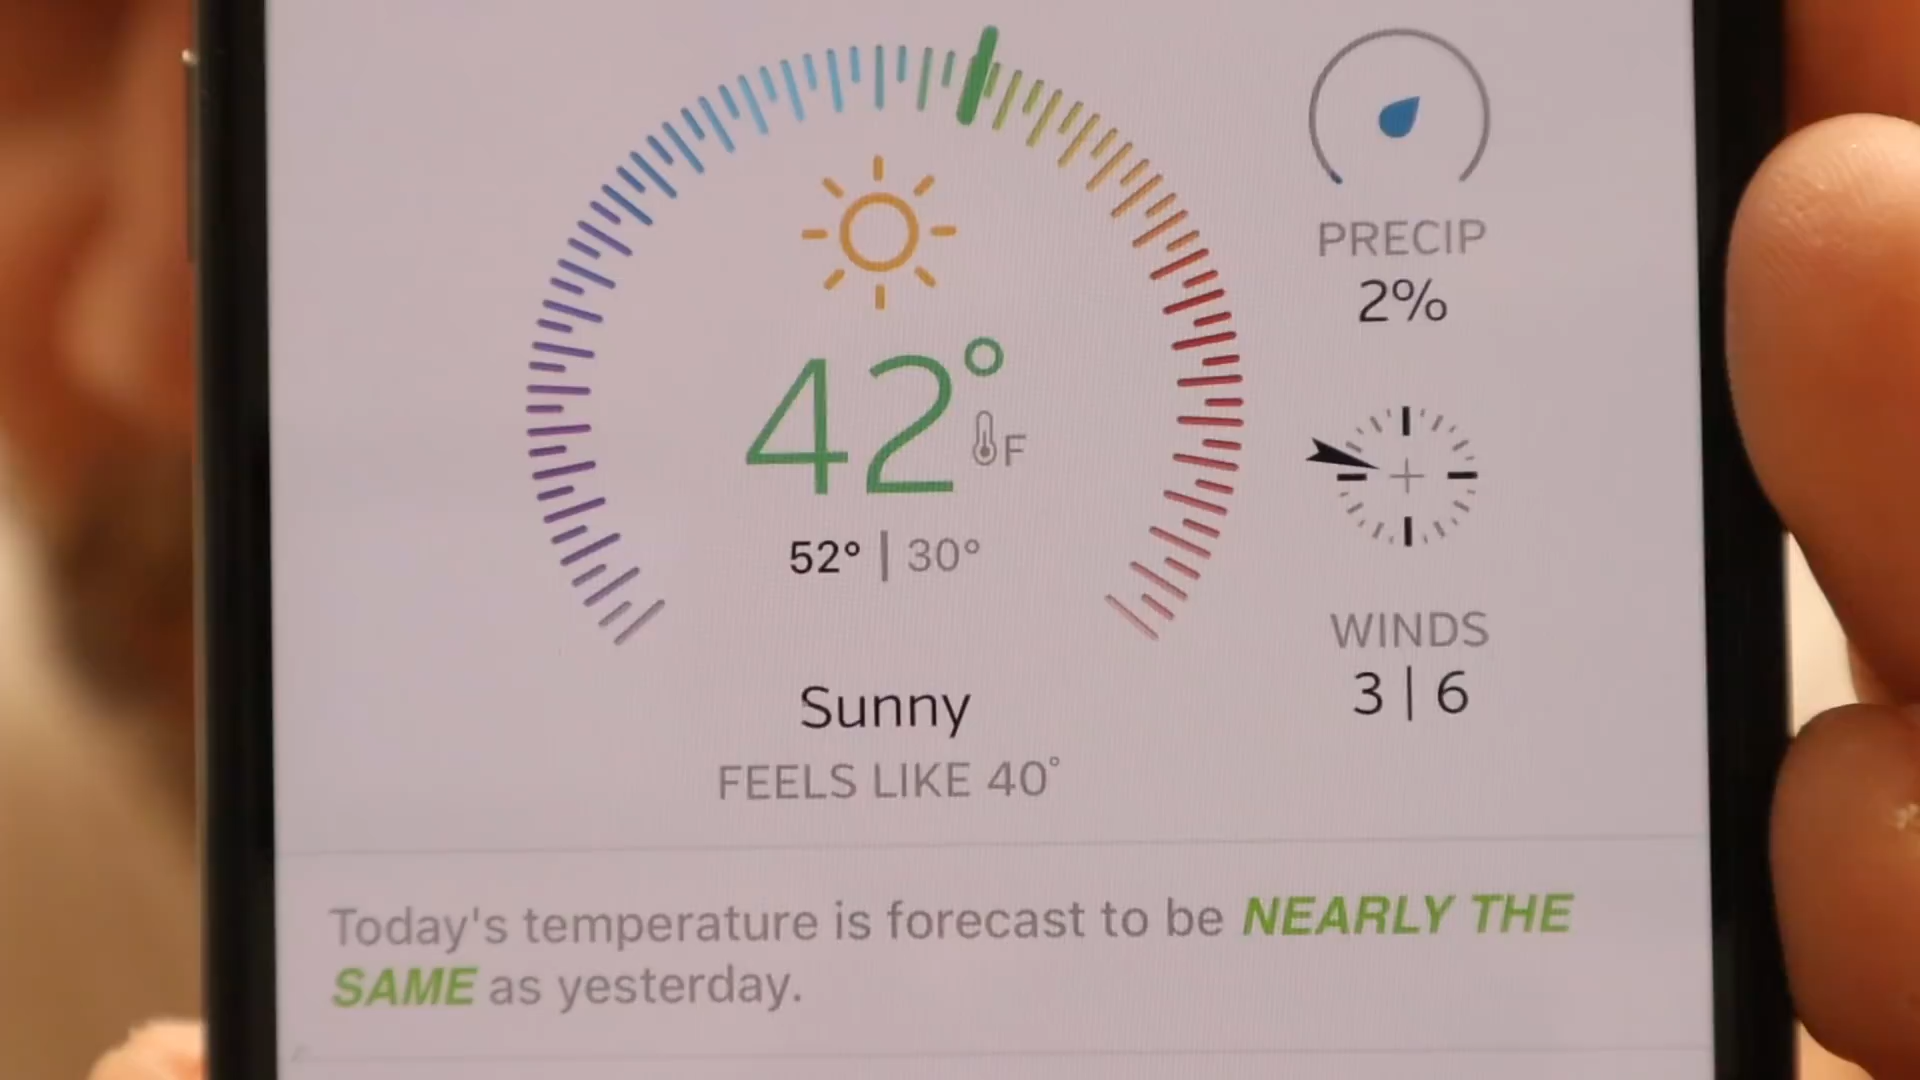 PRECIP
2%
42° F
52° | 30°
WINDS
3 | 6
Sunny
FEELS LIKE 40°
Today's temperature is forecast to be NEARLY THE
SAME as yesterday.